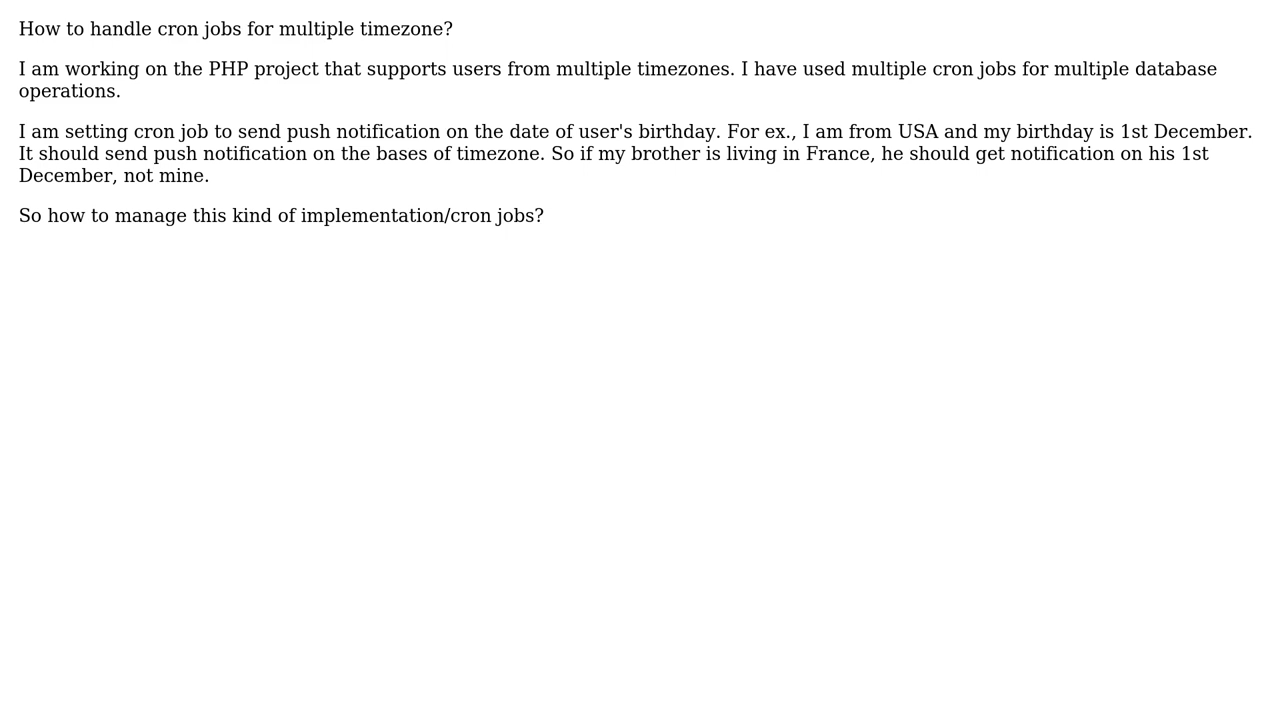 How to handle cron jobs for multiple timezone?
I am working on the PHP project that supports users from multiple timezones. I have used multiple cron jobs for multiple database
operations.
I am setting cron job to send push notification on the date of user's birthday. For ex., I am from USA and my birthday is 1st December.
It should send push notification on the bases of timezone. So if my brother is living in France, he should get notification on his 1st
December, not mine.
So how to manage this kind of implementation/cron jobs?